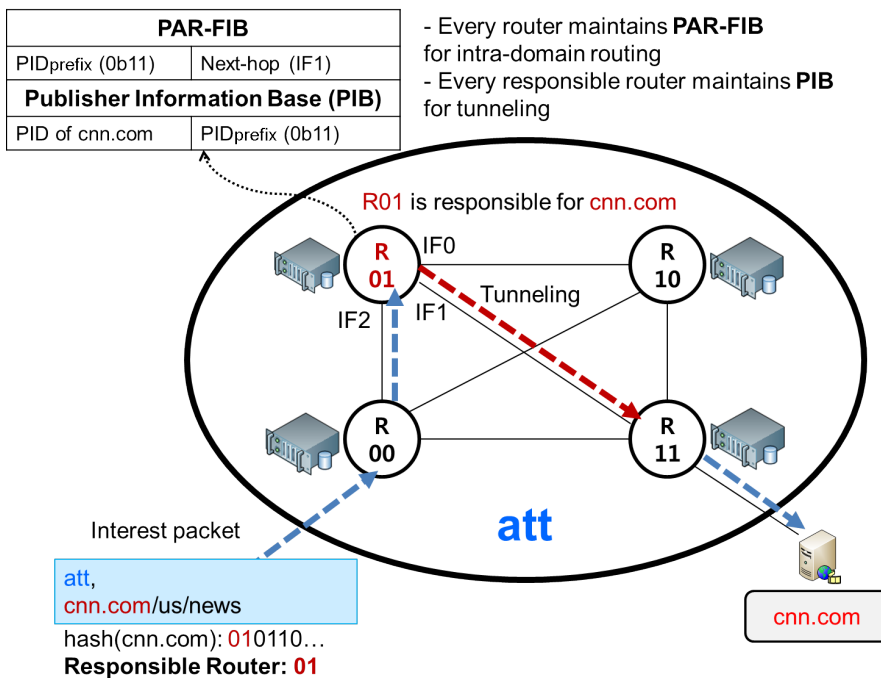 PAR-FIB
PIDprefix (0b11) Next-hop (IF1)
Publisher Information Base (PIB)
PID of cnn.com PIDprefix (0b11)
- Every router maintains PAR-FIB
for intra-domain routing
- Every responsible router maintains PIB
for tunneling
R01 is responsible for cnn.com
R
01
IF0
R
10
Tunneling
IF2
IF1
R
00
R
11
att
Interest packet
att,
cnn.com/us/news
hash(cnn.com): 010110…
Responsible Router: 01
cnn.com